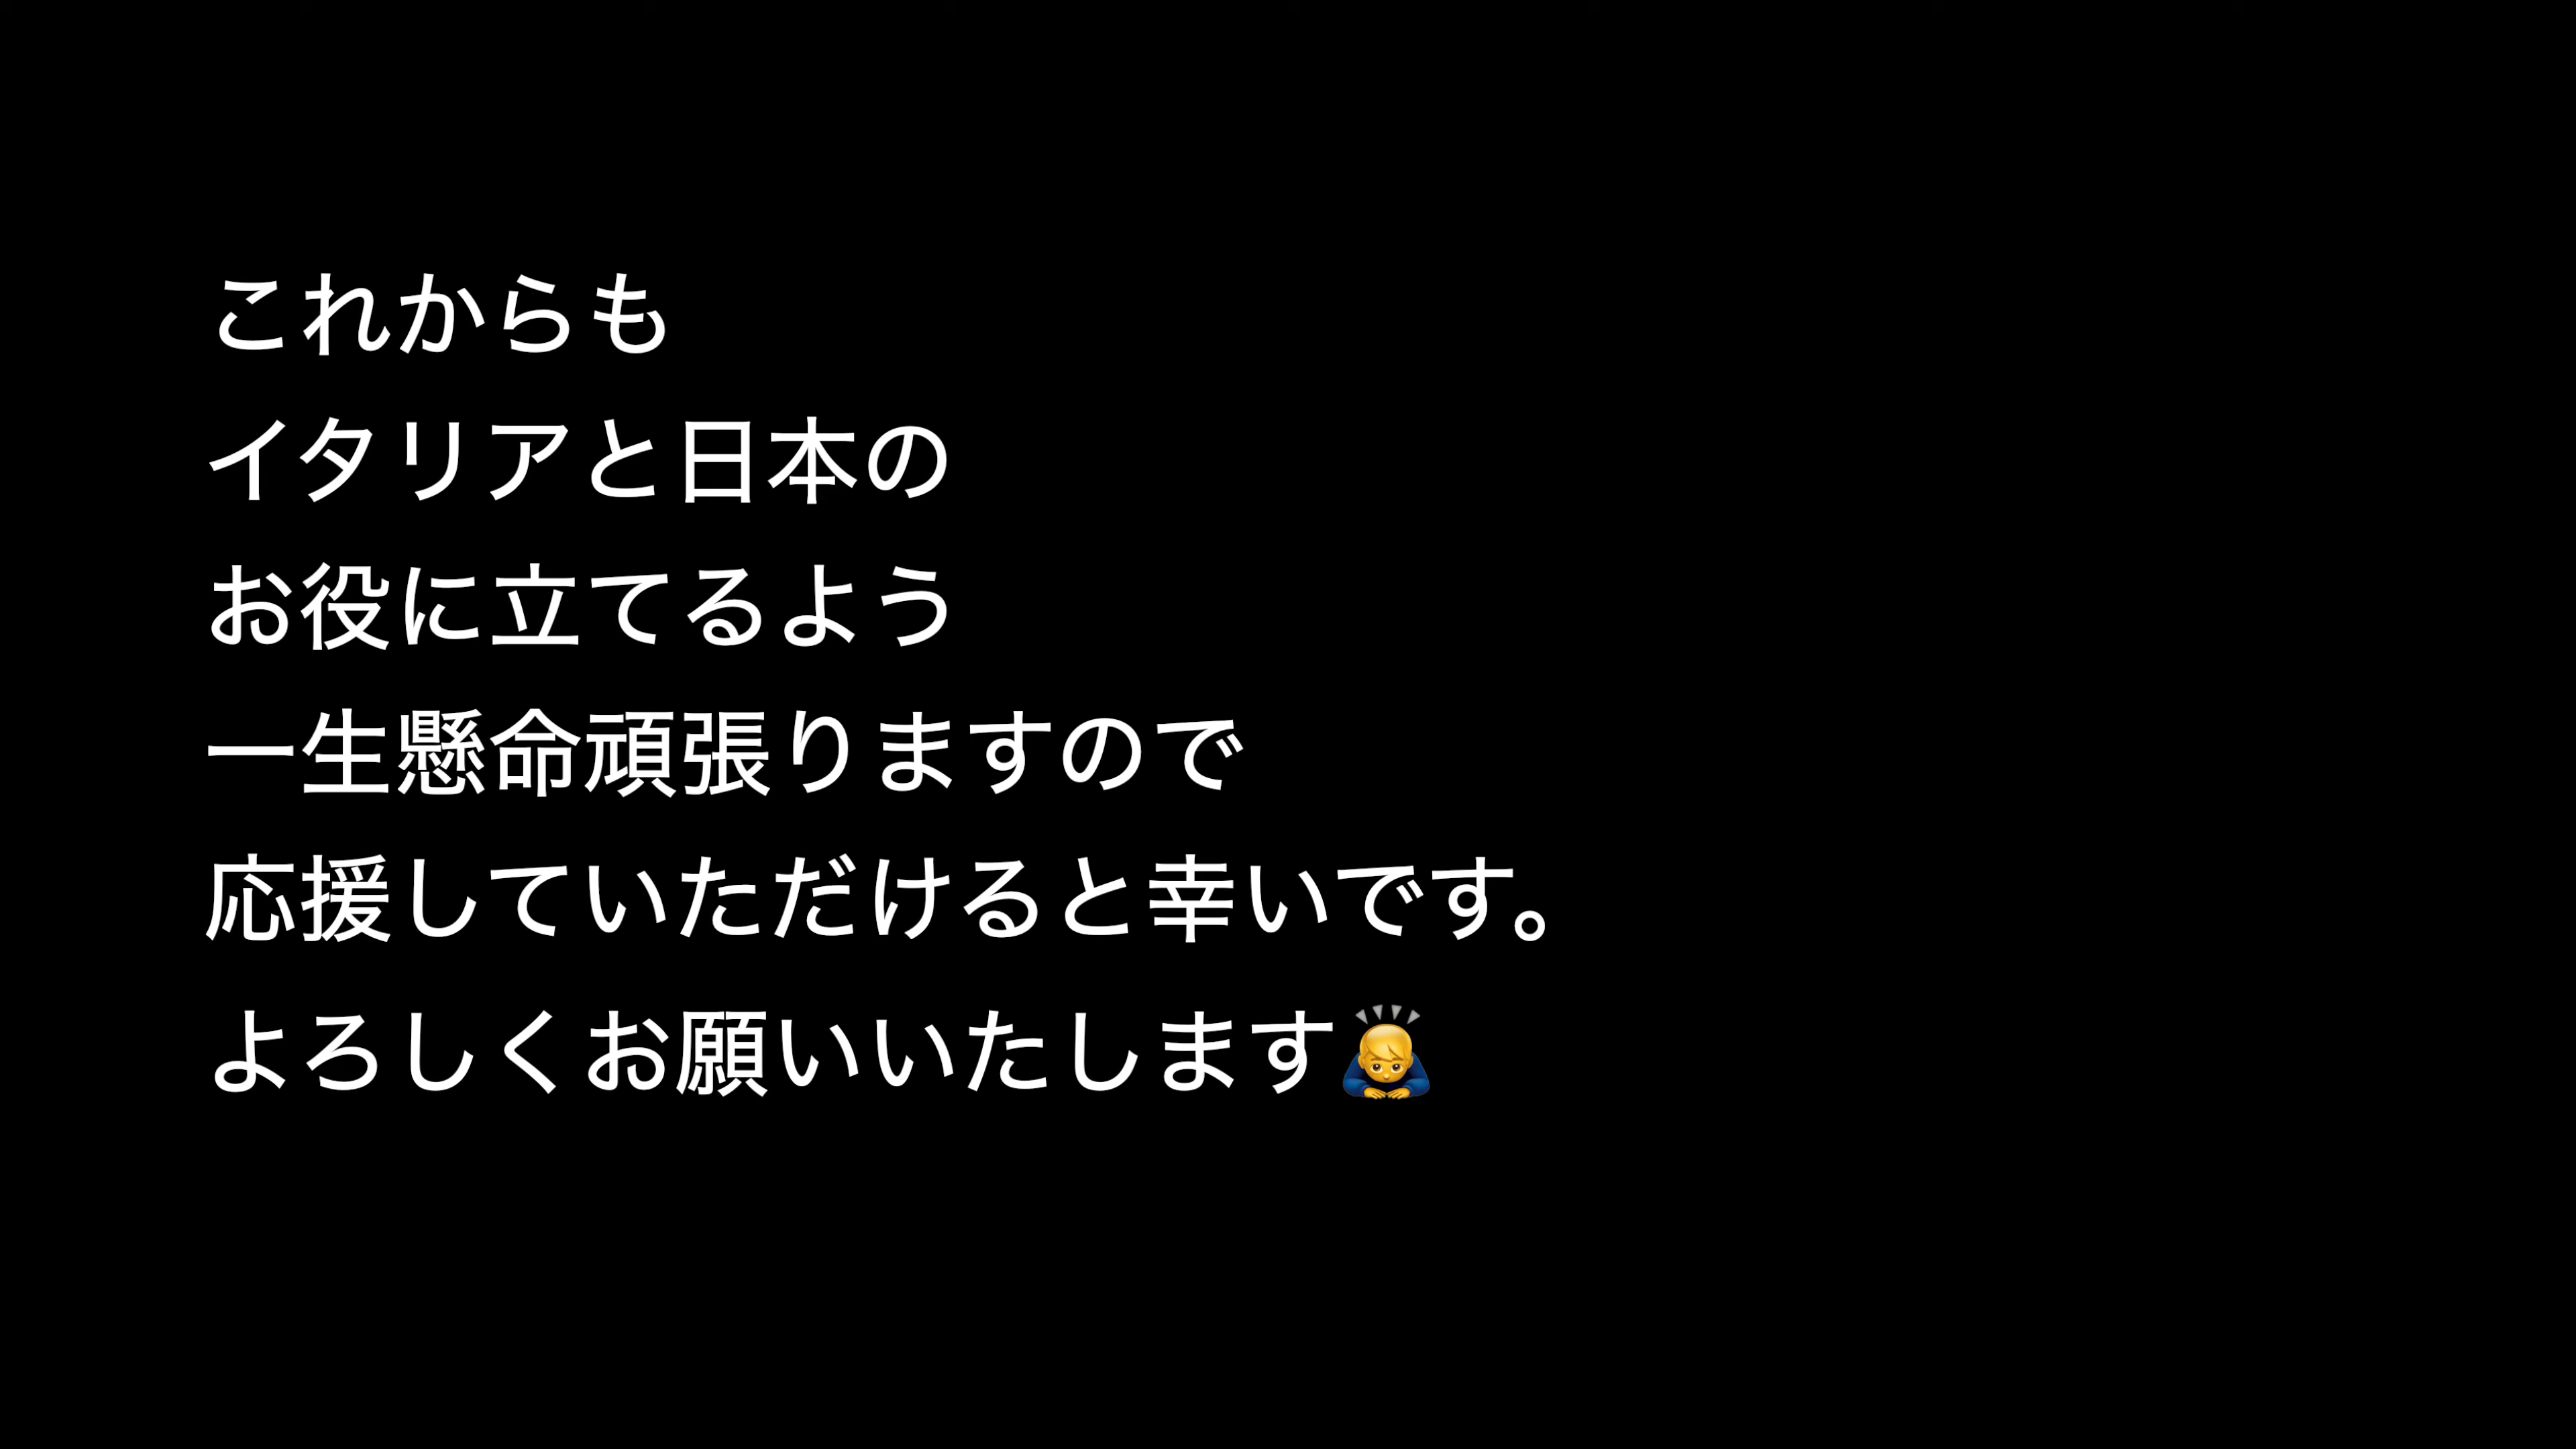 これからも
イタリアと日本の
お役に立てるよう
一生懸命頑張りますので
応援していただけると幸いです。
よろしくお願いいたします🙇‍♂️